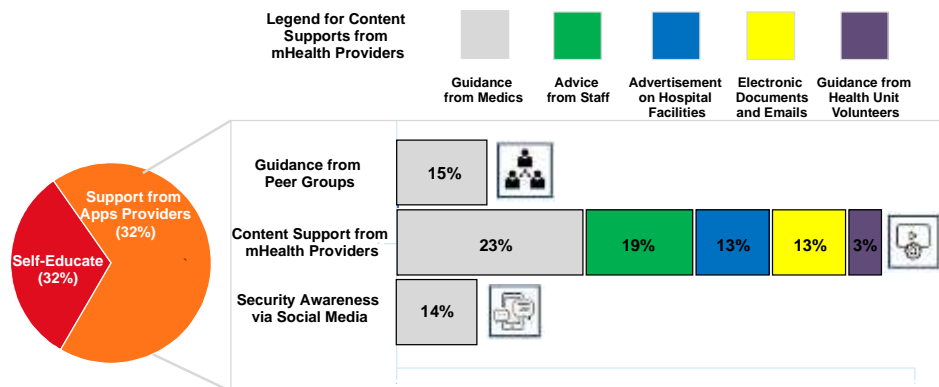 Legend for Content
Supports from
mHealth Providers
Guidance
from Medics
Advice
from Staff
Advertisement
on Hospital
Facilities
Electronic
Documents
and Emails
Guidance from
Health Unit
Volunteers
Support from
Apps Providers
(32%)
Self-Educate
(32%)
Guidance from
Peer Groups
15%
Content Support from
mHealth Providers
23%
19%
13%
13%
3%
Security Awareness
via Social Media
14%